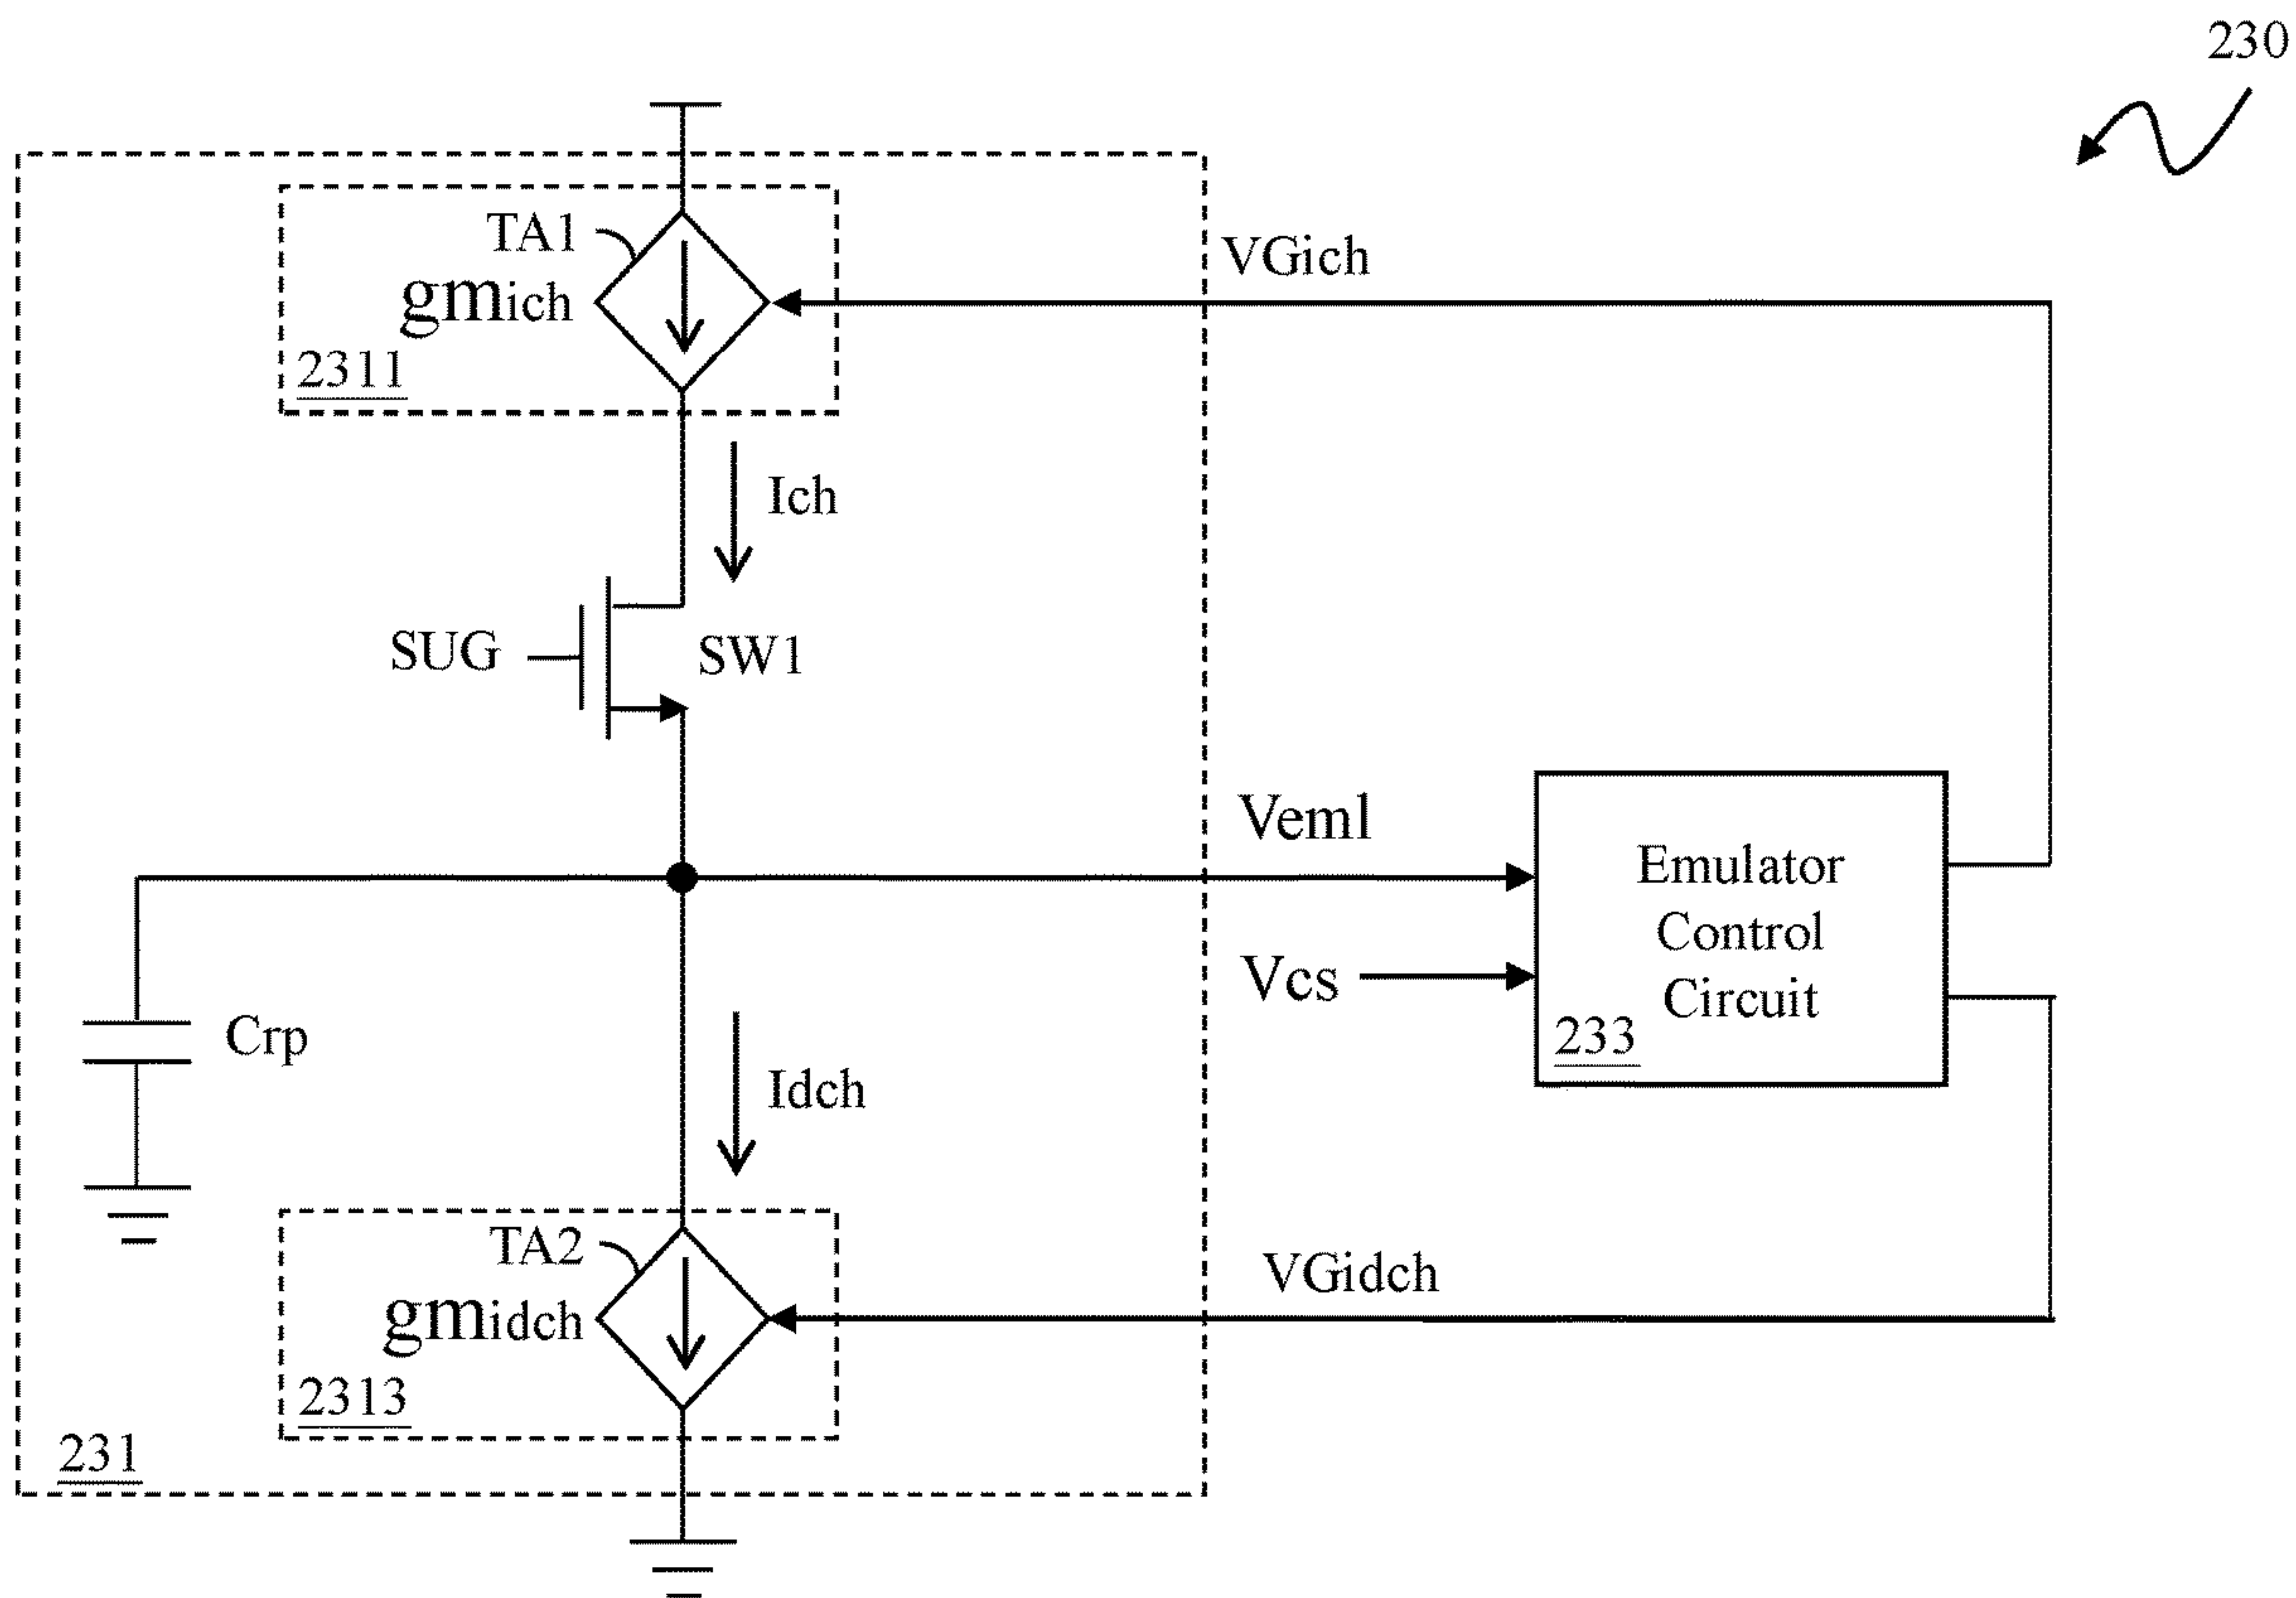 230
TA1
gmich
2311
VGich
Ich
SUG
SW1
Veml
Vcs
Emulator
Control
Circuit
233
Crp
Idch
TA2
gmidch
2313
VGidch
231